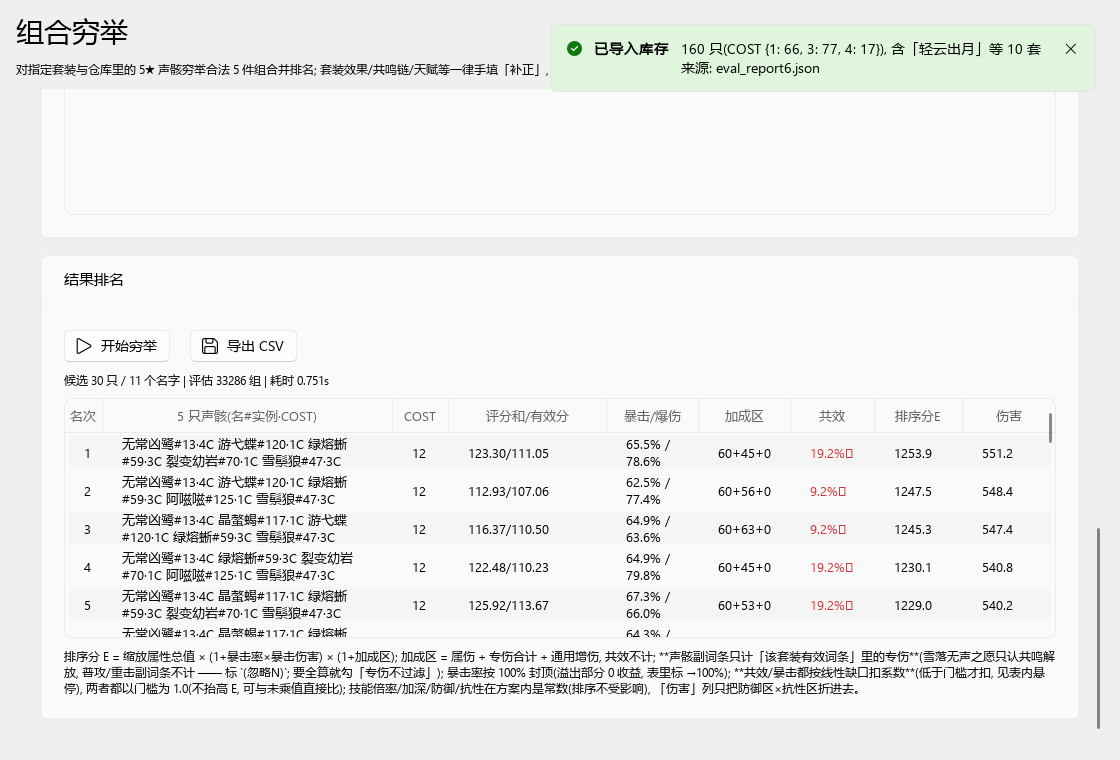 组合穷举
对指定套装与仓库里的 5★ 声骸穷举合法 5 件组合并排名; 套装效果/共鸣链/天赋等一律手填「补正」,
已导入库存 160 只(COST {1: 66, 3: 77, 4: 17}), 含「轻云出月」等 10 套
来源: eval_report6.json
结果排名
开始穷举 导出 CSV
候选 30 只 / 11 个名字 | 评估 33286 组 | 耗时 0.751s
名次 5 只声骸(名#实例·COST) COST 评分和/有效分 暴击/爆伤 加成区 共效 排序分E 伤害
1 无常凶鹭#13·4C 游弋蝶#120·1C 绿熔蜥 12 123.30/111.05 65.5% / 60+45+0 19.2% 1253.9 551.2
#59·3C 裂变幼岩#70·1C 雪鬃狼#47·3C 78.6%
2 无常凶鹭#13·4C 游弋蝶#120·1C 绿熔蜥 12 112.93/107.06 62.5% / 60+56+0 9.2% 1247.5 548.4
#59·3C 阿嗞嗞#125·1C 雪鬃狼#47·3C 77.4%
3 无常凶鹭#13·4C 晶螯蝎#117·1C 游弋蝶 12 116.37/110.50 64.9% / 60+63+0 9.2% 1245.3 547.4
#120·1C 绿熔蜥#59·3C 雪鬃狼#47·3C 63.6%
4 无常凶鹭#13·4C 绿熔蜥#59·3C 裂变幼岩 12 122.48/110.23 64.9% / 60+45+0 19.2% 1230.1 540.8
#70·1C 阿嗞嗞#125·1C 雪鬃狼#47·3C 79.8%
5 无常凶鹭#13·4C 晶螯蝎#117·1C 绿熔蜥 12 125.92/113.67 67.3% / 60+53+0 19.2% 1229.0 540.2
#59·3C 裂变幼岩#70·1C 雪鬃狼#47·3C 66.0%
无常凶鹭#13·4C 晶螯蝎#117·1C 绿熔蜥 64.3% /
排序分 E = 缩放属性总值 × (1+暴击率×暴击伤害) × (1+加成区); 加成区 = 属伤 + 专伤合计 + 通用增伤, 共效不计; **声骸副词条只计「该套装有效词条」里的专伤**(雪落无声之愿只认共鸣解
放, 普攻/重击副词条不计 —— 标 `(忽略N)`; 要全算就勾「专伤不过滤」); 暴击率按 100% 封顶(溢出部分 0 收益, 表里标 →100%); **共效/暴击都按线性缺口扣系数**(低于门槛才扣, 见表内悬
停), 两者都以门槛为 1.0(不抬高 E, 可与未乘值直接比); 技能倍率/加深/防御/抗性在方案内是常数(排序不受影响), 「伤害」列只把防御区×抗性区折进去。